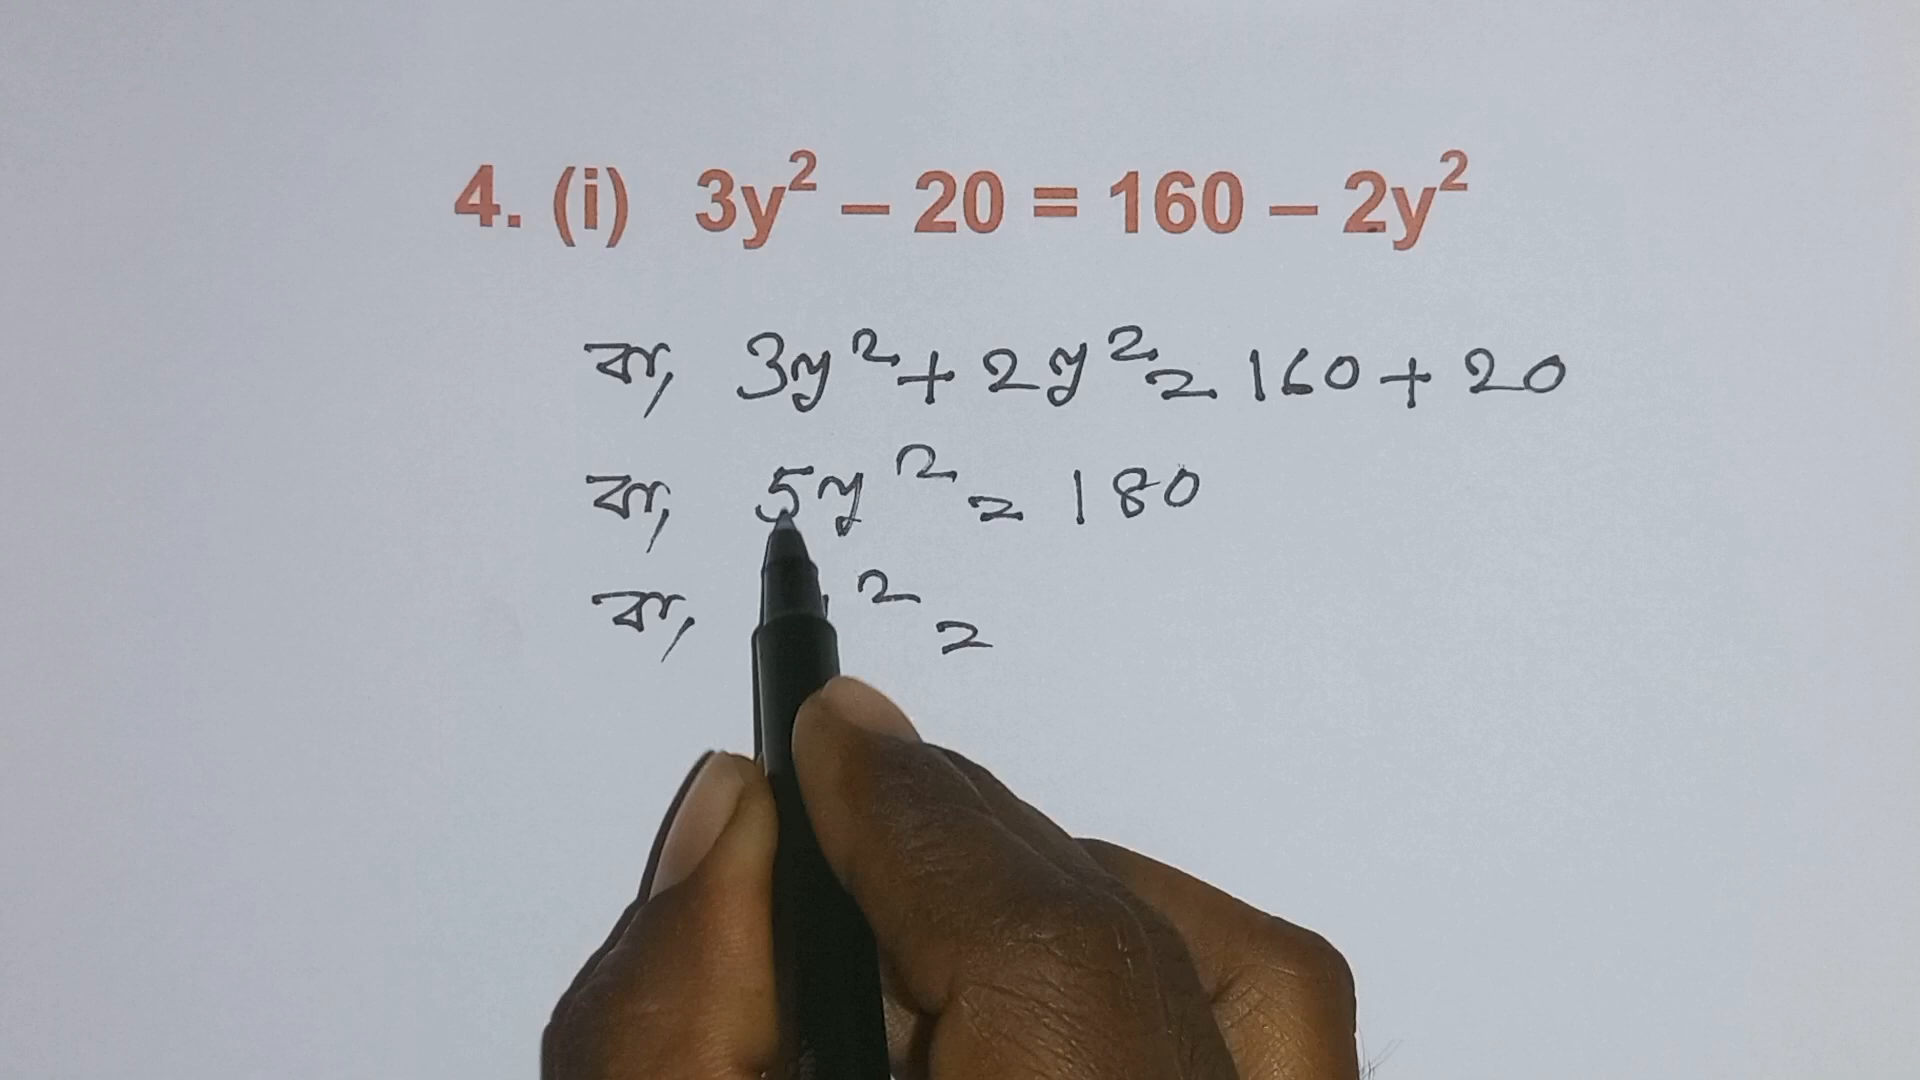 4. (i) 3y² – 20 = 160 – 2y²
বা, 3y² + 2y² = 160 + 20
বা, 5y² = 180
বা, ² =